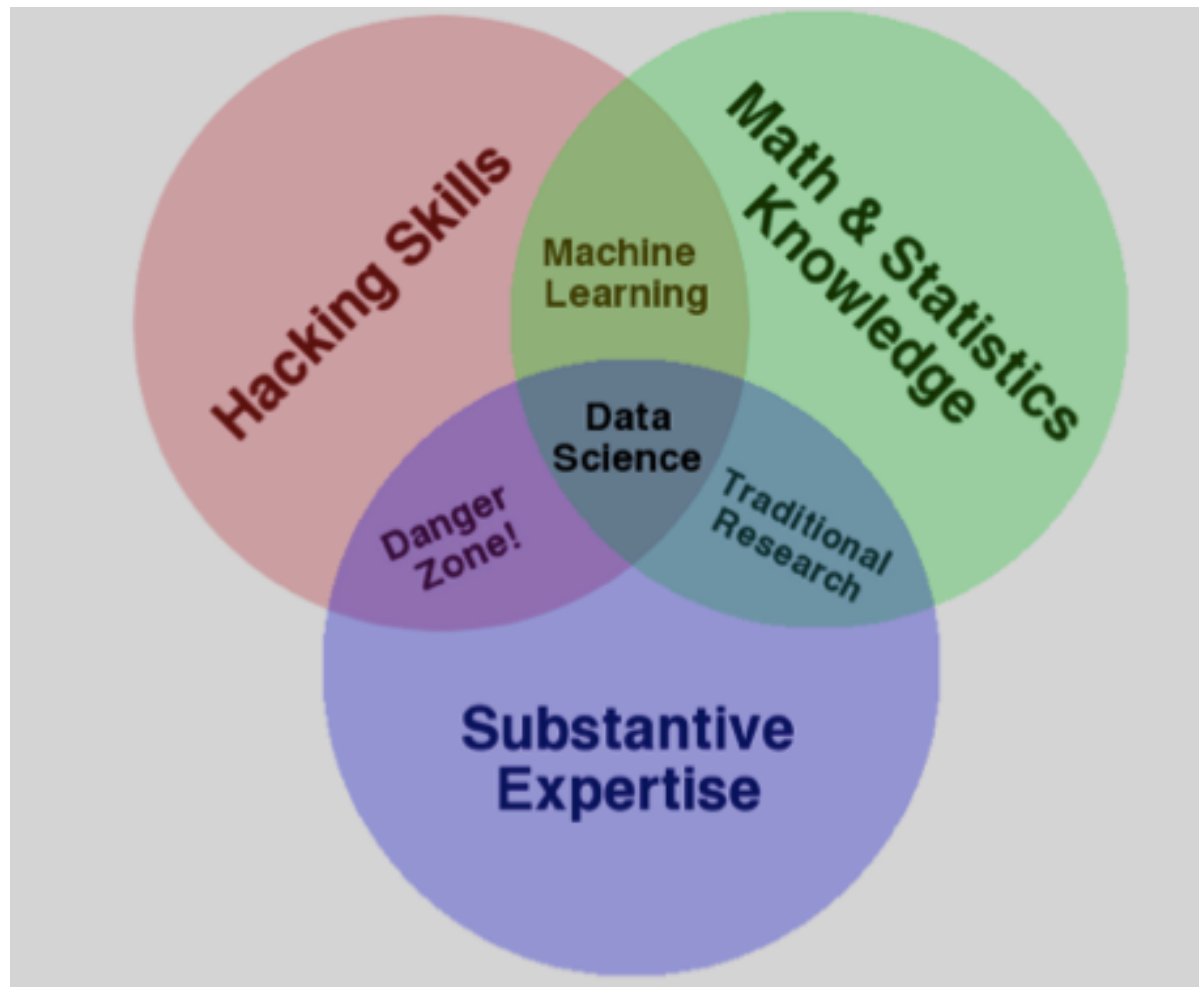 Hacking Skills
Math & Statistics
Knowledge
Machine
Learning
Data
Science
Danger
Zone!
Traditional
Research
Substantive
Expertise